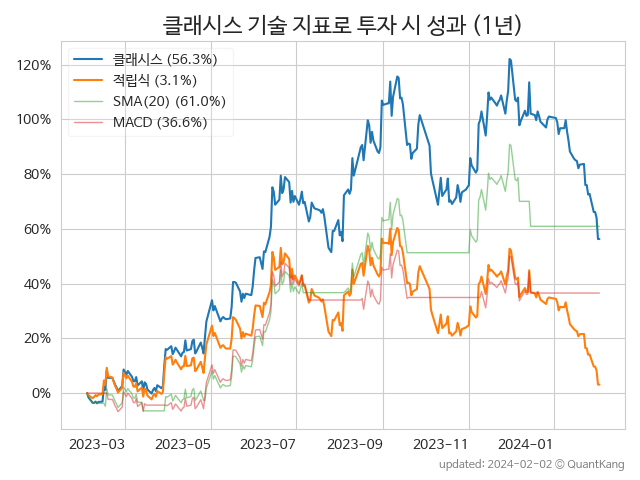 클래시스 기술 지표로 투자 시 성과 (1년)
클래시스 (56.3%)
적립식 (3.1%)
SMA(20) (61.0%)
MACD (36.6%)
120%
100%
80%
60%
40%
20%
0%
2023-03 2023-05 2023-07 2023-09 2023-11 2024-01
updated: 2024-02-02 © QuantKang